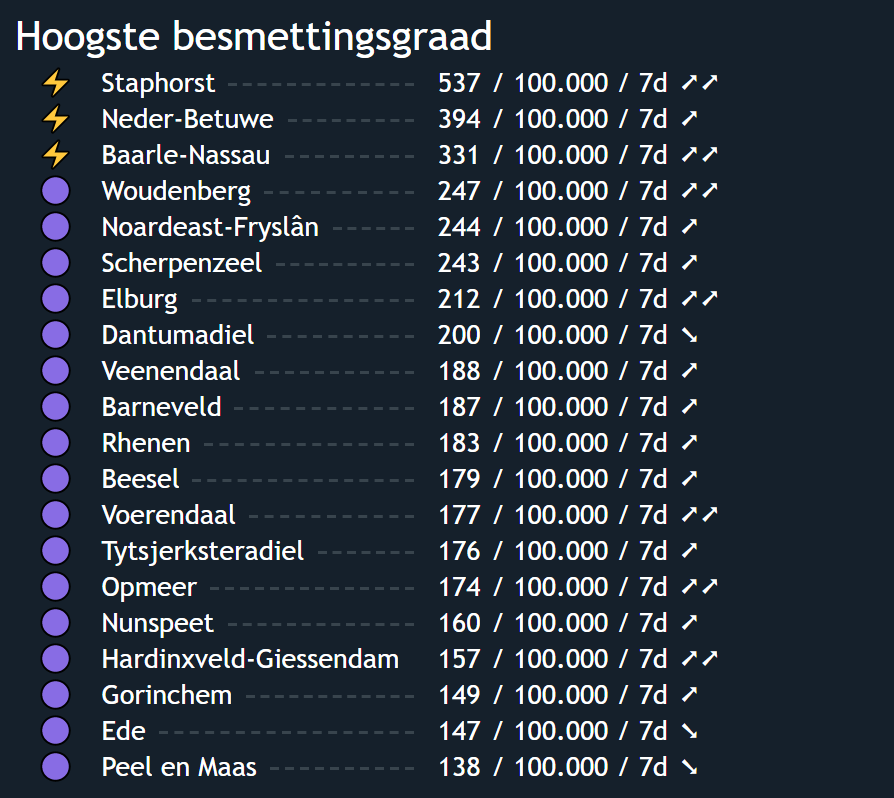 Hoogste besmettingsgraad
⚡ Staphorst 537 / 100.000 / 7d ➚➚
⚡ Neder-Betuwe 394 / 100.000 / 7d ➚
⚡ Baarle-Nassau 331 / 100.000 / 7d ➚➚
🟣 Woudenberg 247 / 100.000 / 7d ➚➚
🟣 Noardeast-Fryslân 244 / 100.000 / 7d ➚
🟣 Scherpenzeel 243 / 100.000 / 7d ➚
🟣 Elburg 212 / 100.000 / 7d ➚➚
🟣 Dantumadiel 200 / 100.000 / 7d ➘
🟣 Veenendaal 188 / 100.000 / 7d ➚
🟣 Barneveld 187 / 100.000 / 7d ➚
🟣 Rhenen 183 / 100.000 / 7d ➚
🟣 Beesel 179 / 100.000 / 7d ➚
🟣 Voerendaal 177 / 100.000 / 7d ➚➚
🟣 Tytsjerksteradiel 176 / 100.000 / 7d ➚
🟣 Opmeer 174 / 100.000 / 7d ➚➚
🟣 Nunspeet 160 / 100.000 / 7d ➚
🟣 Hardinxveld-Giessendam 157 / 100.000 / 7d ➚➚
🟣 Gorinchem 149 / 100.000 / 7d ➚
🟣 Ede 147 / 100.000 / 7d ➘
🟣 Peel en Maas 138 / 100.000 / 7d ➘